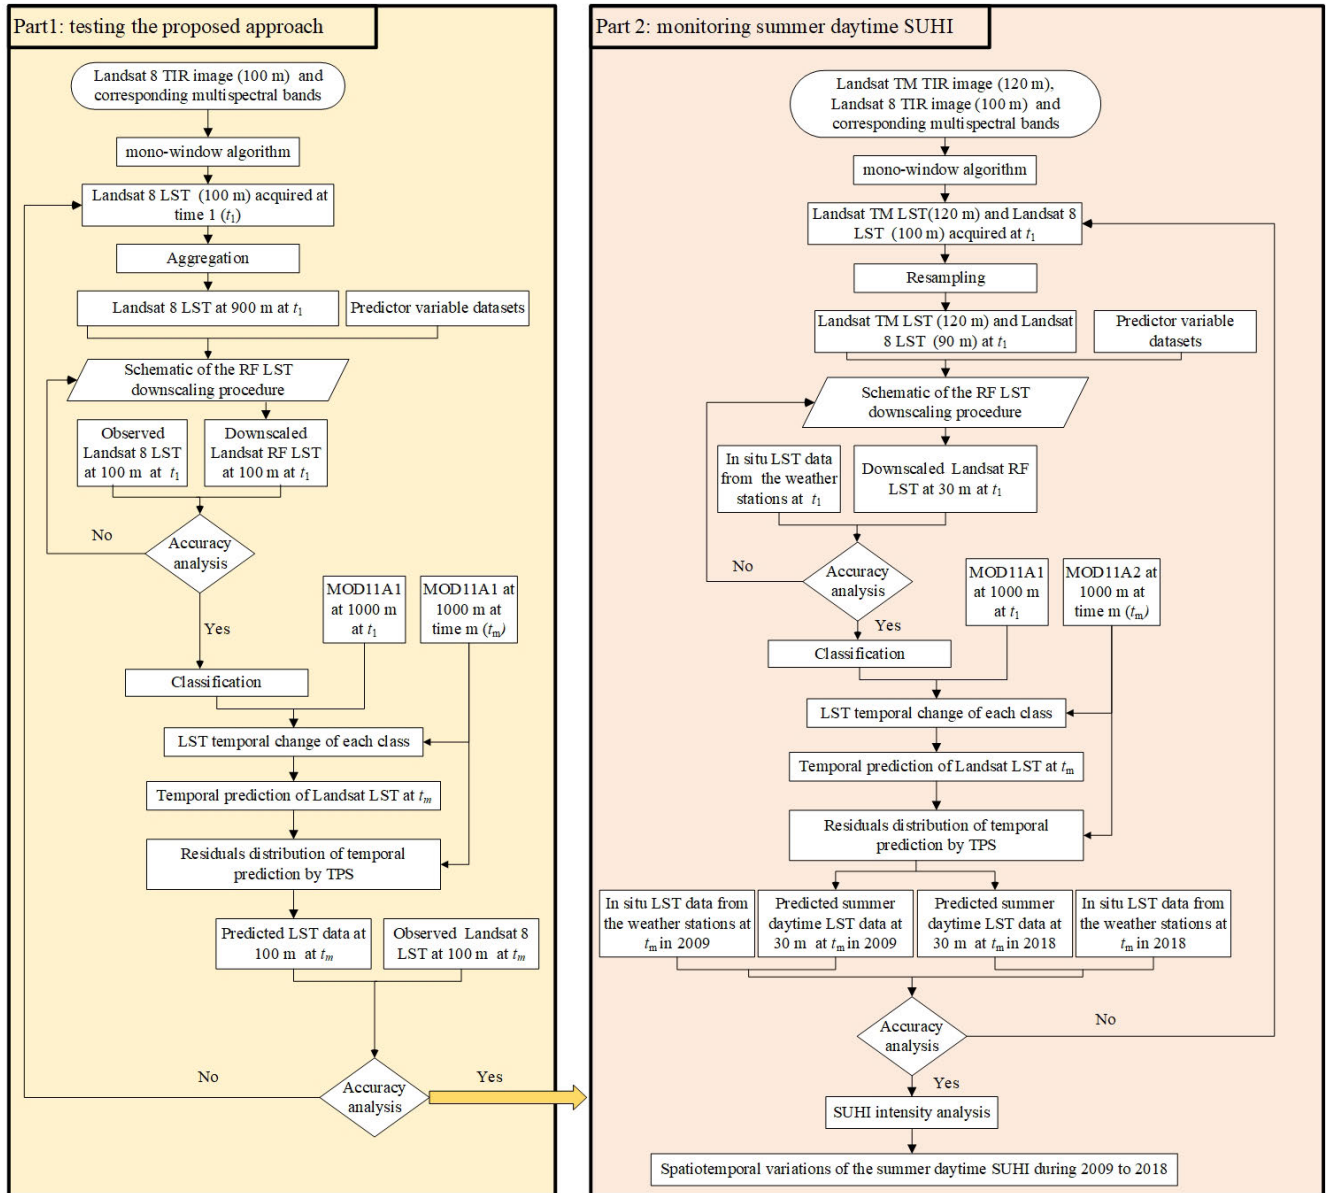 Part1: testing the proposed approach
Landsat 8 TIR image (100 m) and
corresponding multispectral bands
mono-window algorithm
Landsat 8 LST (100 m) acquired at
time 1 (t1)
Aggregation
Landsat 8 LST at 900 m at t1
Predictor variable datasets
Schematic of the RF LST
downscaling procedure
Observed
Landsat 8 LST
at 100 m at t1
Downscaled
Landsat RF LST
at 100 m at t1
No
Accuracy
analysis
Yes
MOD11A1
at 1000 m
at t1
MOD11A1 at
1000 m at
time m (tm)
Classification
LST temporal change of each class
Temporal prediction of Landsat LST at tm
Residuals distribution of temporal
prediction by TPS
Predicted LST data at
100 m at tm
Observed Landsat 8
LST at 100 m at tm
No
Accuracy
analysis
Yes
Part 2: monitoring summer daytime SUHI
Landsat TM TIR image (120 m),
Landsat 8 TIR image (100 m) and
corresponding multispectral bands
mono-window algorithm
Landsat TM LST(120 m) and Landsat 8
LST (100 m) acquired at t1
Resampling
Landsat TM LST (120 m) and Landsat
8 LST (90 m) at t1
Predictor variable
datasets
Schematic of the RF LST
downscaling procedure
In situ LST data
from the weather
stations at t1
Downscaled Landsat RF
LST at 30 m at t1
No
Accuracy
analysis
Yes
MOD11A1
at 1000 m
at t1
MOD11A2 at
1000 m at
time m (tm)
Classification
LST temporal change of each class
Temporal prediction of Landsat LST at tm
Residuals distribution of temporal
prediction by TPS
In situ LST data from
the weather stations at
tm in 2009
Predicted summer
daytime LST data at
30 m at tm in 2009
Predicted summer
daytime LST data at
30 m at tm in 2018
In situ LST data from
the weather stations at
tm in 2018
Accuracy
analysis
No
Yes
SUHI intensity analysis
Spatiotemporal variations of the summer daytime SUHI during 2009 to 2018